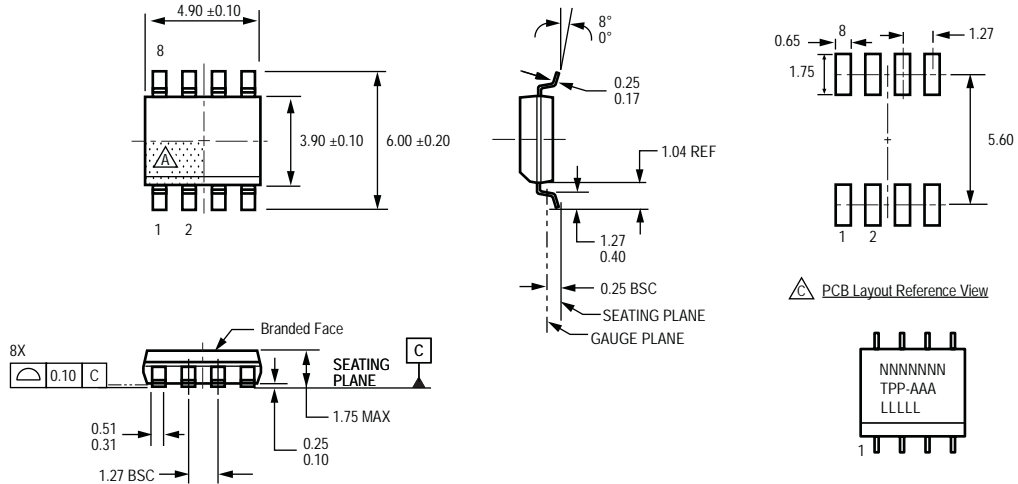 4.90 ±0.10
8
A
3.90 ±0.10
6.00 ±0.20
1 2
8°
0°
0.25
0.17
1.04 REF
1.27
0.40
0.25 BSC
SEATING PLANE
GAUGE PLANE
0.65
8
1.27
1.75
5.60
1 2
C PCB Layout Reference View
Branded Face
8X
0.10 C
SEATING
PLANE
C
1.75 MAX
0.51
0.31
0.25
0.10
1.27 BSC
NNNNNNN
TPP-AAA
LLLLL
1